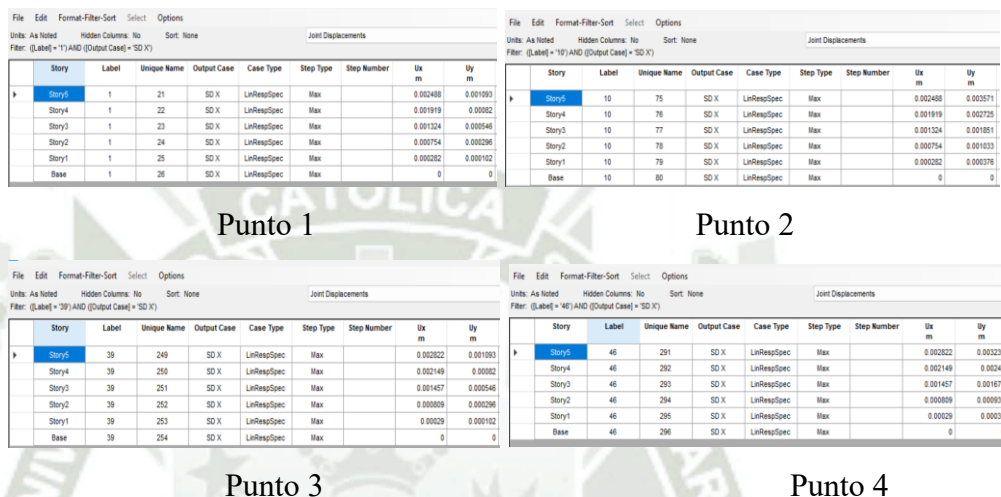 File Edit Format-Filter-Sort Select Options
Units: As Noted Hidden Columns: No Sort: None Joint Displacements
Filter: ([Label] = '1') AND ([Output Case] = 'SD X')
Story Label Unique Name Output Case Case Type Step Type Step Number Ux m Uy m
Story5 1 21 SD X LinRespSpec Max 0.002488 0.001093
Story4 1 22 SD X LinRespSpec Max 0.001919 0.00082
Story3 1 23 SD X LinRespSpec Max 0.001324 0.000546
Story2 1 24 SD X LinRespSpec Max 0.000754 0.000296
Story1 1 25 SD X LinRespSpec Max 0.000282 0.000102
Base 1 26 SD X LinRespSpec Max 0 0
Punto 1
File Edit Format-Filter-Sort Select Options
Units: As Noted Hidden Columns: No Sort: None Joint Displacements
Filter: ([Label] = '10') AND ([Output Case] = 'SD X')
Story Label Unique Name Output Case Case Type Step Type Step Number Ux m Uy m
Story5 10 75 SD X LinRespSpec Max 0.002488 0.003571
Story4 10 76 SD X LinRespSpec Max 0.001919 0.002725
Story3 10 77 SD X LinRespSpec Max 0.001324 0.001851
Story2 10 78 SD X LinRespSpec Max 0.000754 0.001033
Story1 10 79 SD X LinRespSpec Max 0.000282 0.000376
Base 10 80 SD X LinRespSpec Max 0 0
Punto 2
CATOLICA
File Edit Format-Filter-Sort Select Options
Units: As Noted Hidden Columns: No Sort: None Joint Displacements
Filter: ([Label] = '39') AND ([Output Case] = 'SD X')
Story Label Unique Name Output Case Case Type Step Type Step Number Ux m Uy m
Story5 39 249 SD X LinRespSpec Max 0.002822 0.001093
Story4 39 250 SD X LinRespSpec Max 0.002149 0.00082
Story3 39 251 SD X LinRespSpec Max 0.001457 0.000546
Story2 39 252 SD X LinRespSpec Max 0.000809 0.000296
Story1 39 253 SD X LinRespSpec Max 0.00029 0.000102
Base 39 254 SD X LinRespSpec Max 0 0
Punto 3
File Edit Format-Filter-Sort Select Options
Units: As Noted Hidden Columns: No Sort: None Joint Displacements
Filter: ([Label] = '46') AND ([Output Case] = 'SD X')
Story Label Unique Name Output Case Case Type Step Type Step Number Ux m Uy m
Story5 46 291 SD X LinRespSpec Max 0.002822 0.00323
Story4 46 292 SD X LinRespSpec Max 0.002149 0.0024
Story3 46 293 SD X LinRespSpec Max 0.001457 0.00167
Story2 46 294 SD X LinRespSpec Max 0.000809 0.00093
Story1 46 295 SD X LinRespSpec Max 0.00029 0.0003
Base 46 296 SD X LinRespSpec Max 0
Punto 4